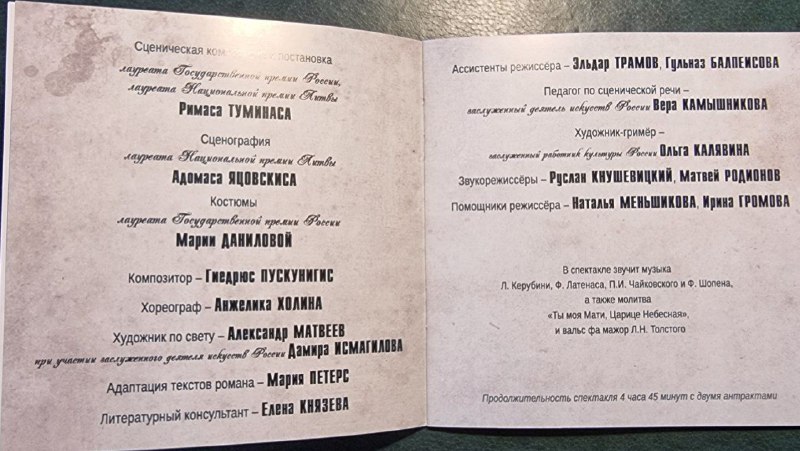 Сценическая композиция и постановка
лауреата Государственной премии России,
лауреата Национальной премии Литвы
Римаса ТУМИНАСА
Сценография
лауреата Национальной премии Литвы
Адомаса ЯЦОВСКИСА
Костюмы
лауреата Государственной премии России
Марии ДАНИЛОВОЙ
Композитор – Гиедрюс ПУСКУНИГИС
Хореограф – Анжелика ХОЛИНА
Художник по свету – Александр МАТВЕЕВ
при участии заслуженного деятеля искусств России Дамира ИСМАГИЛОВА
Адаптация текстов романа – Мария ПЕТЕРС
Литературный консультант – Елена КНЯЗЕВА
Ассистенты режиссёра – Эльдар ТРАМОВ, Гульназ БАЛПЕИСОВА
Педагог по сценической речи –
заслуженный деятель искусств России Вера КАМЫШНИКОВА
Художник-гримёр –
заслуженный работник культуры России Ольга КАЛЯВИНА
Звукорежиссёры – Руслан КНУШЕВИЦКИЙ, Матвей РОДИОНОВ
Помощники режиссёра – Наталья МЕНЬШИКОВА, Ирина ГРОМОВА
В спектакле звучит музыка
Л. Керубини, Ф. Латенаса, П.И. Чайковского и Ф. Шопена,
а также молитва
«Ты моя Мати, Царице Небесная»,
и вальс фа мажор Л.Н. Толстого
Продолжительность спектакля 4 часа 45 минут с двумя антрактами